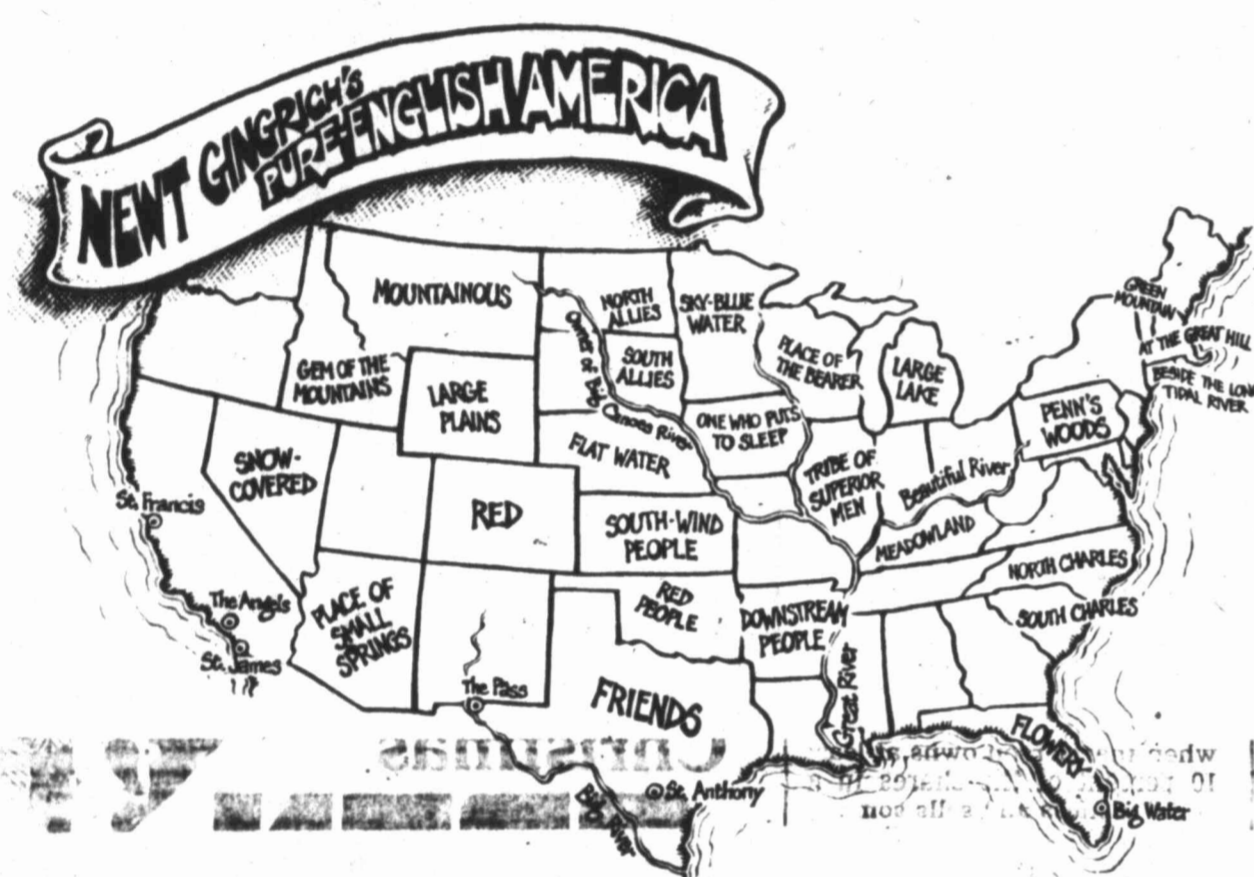 NEWT GINGRICH'S
PURE-ENGLISH AMERICA
MOUNTAINOUS
NORTH
ALLIES
SKY-BLUE
WATER
GREEN
MOUNTAIN
AT THE GREAT HILL
BESIDE THE LONG
TIDAL RIVER
GEM OF THE
MOUNTAINS
LARGE
PLAINS
Owner of Big Canoes River
SOUTH
ALLIES
PLACE OF
THE BEARER
LARGE
LAKE
PENN'S
WOODS
ONE WHO PUTS
TO SLEEP
SNOW-
COVERED
FLAT WATER
TRIBE OF
SUPERIOR
MEN
Beautiful River
St. Francis
RED
SOUTH-WIND
PEOPLE
MEADOWLAND
NORTH CHARLES
The Angels
St. James
PLACE OF
SMALL
SPRINGS
RED
PEOPLE
DOWNSTREAM
PEOPLE
SOUTH CHARLES
The Pass
FRIENDS
Great River
FLOWERY
St. Anthony
Big River
Big Water